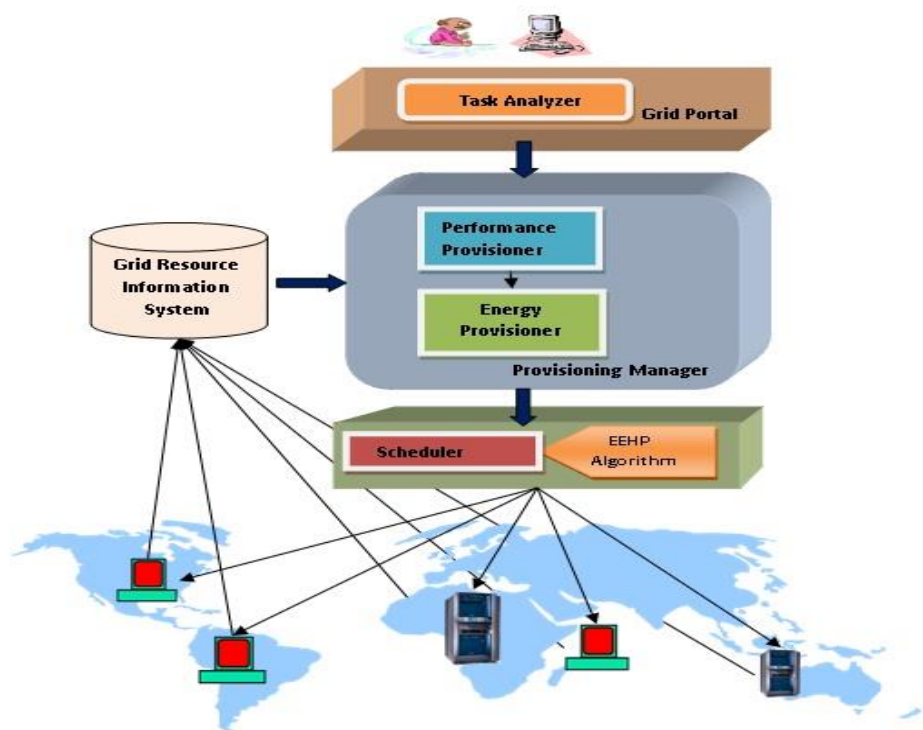 Task Analyzer
Grid Portal
Performance
Provisioner
Grid Resource
Information
System
Energy
Provisioner
Provisioning Manager
Scheduler
EEHP
Algorithm